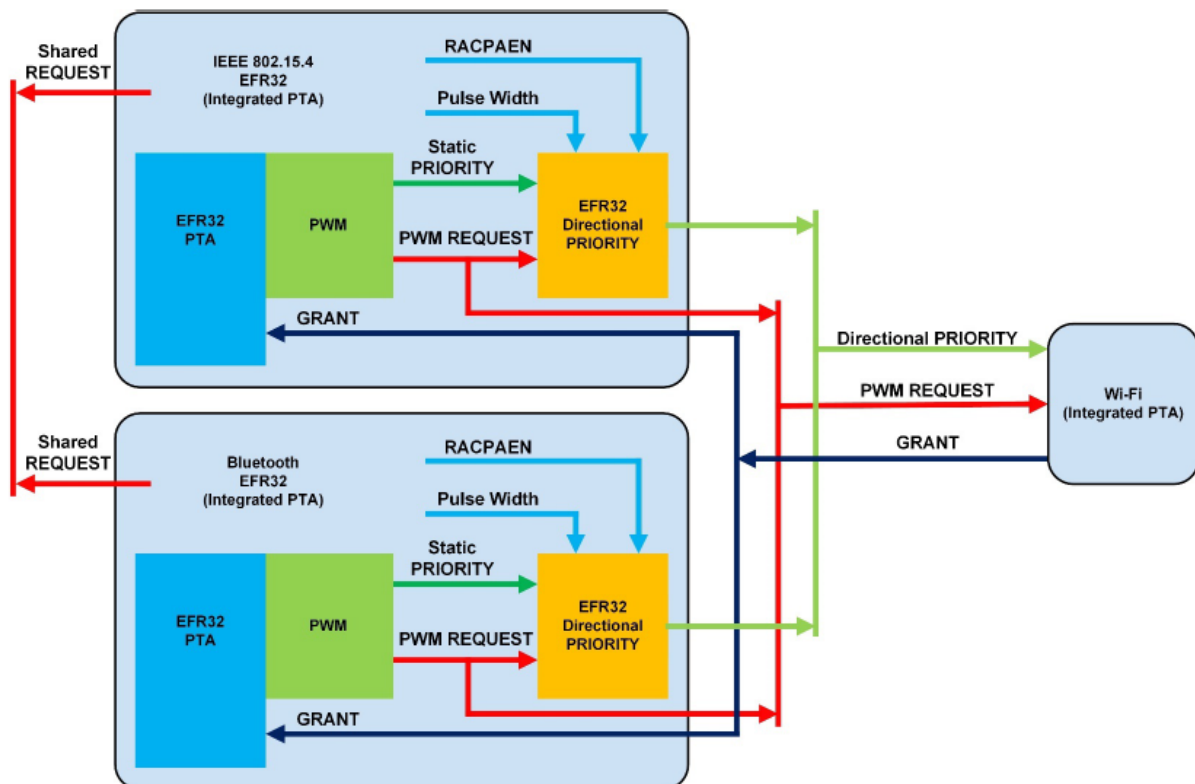 Shared
REQUEST
IEEE 802.15.4
EFR32
(Integrated PTA)
RACPAEN
Pulse Width
Static
PRIORITY
EFR32
PTA
PWM
EFR32
Directional
PRIORITY
PWM REQUEST
GRANT
Directional PRIORITY
PWM REQUEST
GRANT
Wi-Fi
(Integrated PTA)
Shared
REQUEST
Bluetooth
EFR32
(Integrated PTA)
RACPAEN
Pulse Width
Static
PRIORITY
EFR32
PTA
PWM
EFR32
Directional
PRIORITY
PWM REQUEST
GRANT